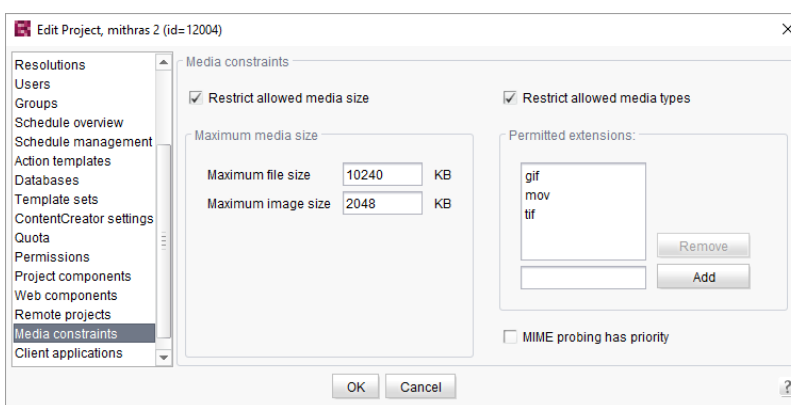 Edit Project, mithras 2 (id=12004)
Resolutions
Users
Groups
Schedule overview
Schedule management
Action templates
Databases
Template sets
ContentCreator settings
Quota
Permissions
Project components
Web components
Remote projects
Media constraints
Client applications
Media constraints
Restrict allowed media size
Restrict allowed media types
Maximum media size
Maximum file size 10240 KB
Maximum image size 2048 KB
Permitted extensions:
gif
mov
tif
Remove
Add
MIME probing has priority
OK Cancel
?